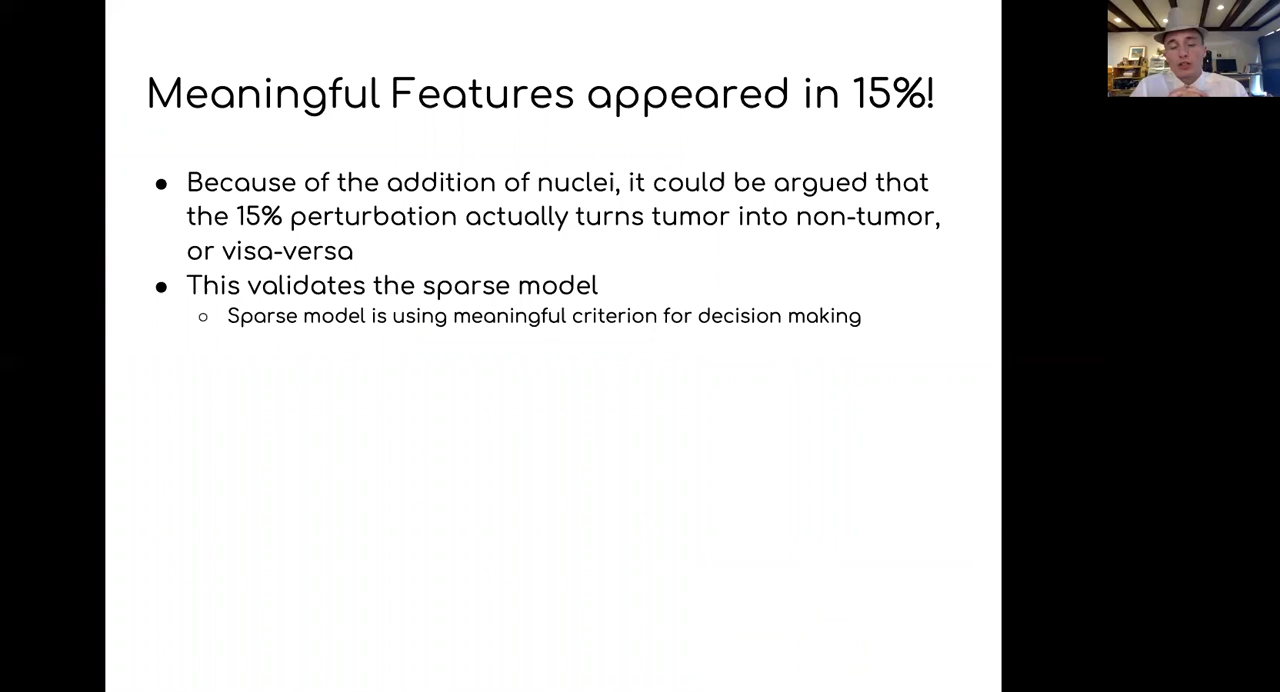 Meaningful Features appeared in 15%!
● Because of the addition of nuclei, it could be argued that
the 15% perturbation actually turns tumor into non-tumor,
or visa-versa
● This validates the sparse model
○ Sparse model is using meaningful criterion for decision making